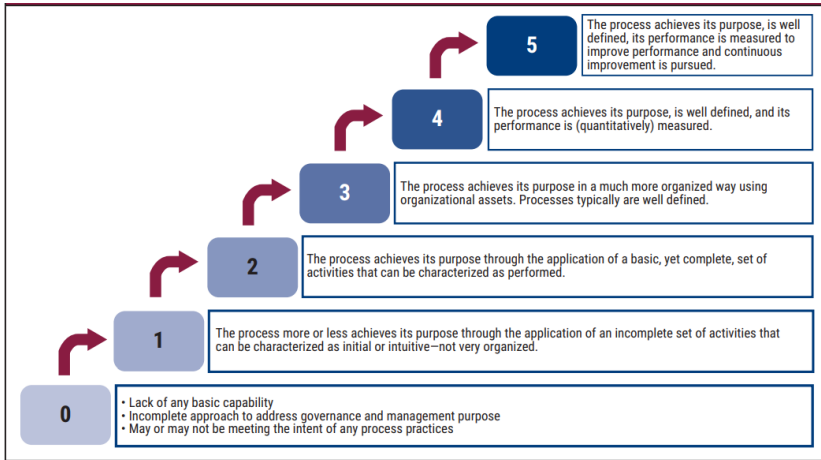 5
The process achieves its purpose, is well
defined, its performance is measured to
improve performance and continuous
improvement is pursued.
4
The process achieves its purpose, is well defined, and its
performance is (quantitatively) measured.
3
The process achieves its purpose in a much more organized way using
organizational assets. Processes typically are well defined.
2
The process achieves its purpose through the application of a basic, yet complete, set of
activities that can be characterized as performed.
1
The process more or less achieves its purpose through the application of an incomplete set of activities that
can be characterized as initial or intuitive—not very organized.
0
• Lack of any basic capability
• Incomplete approach to address governance and management purpose
• May or may not be meeting the intent of any process practices